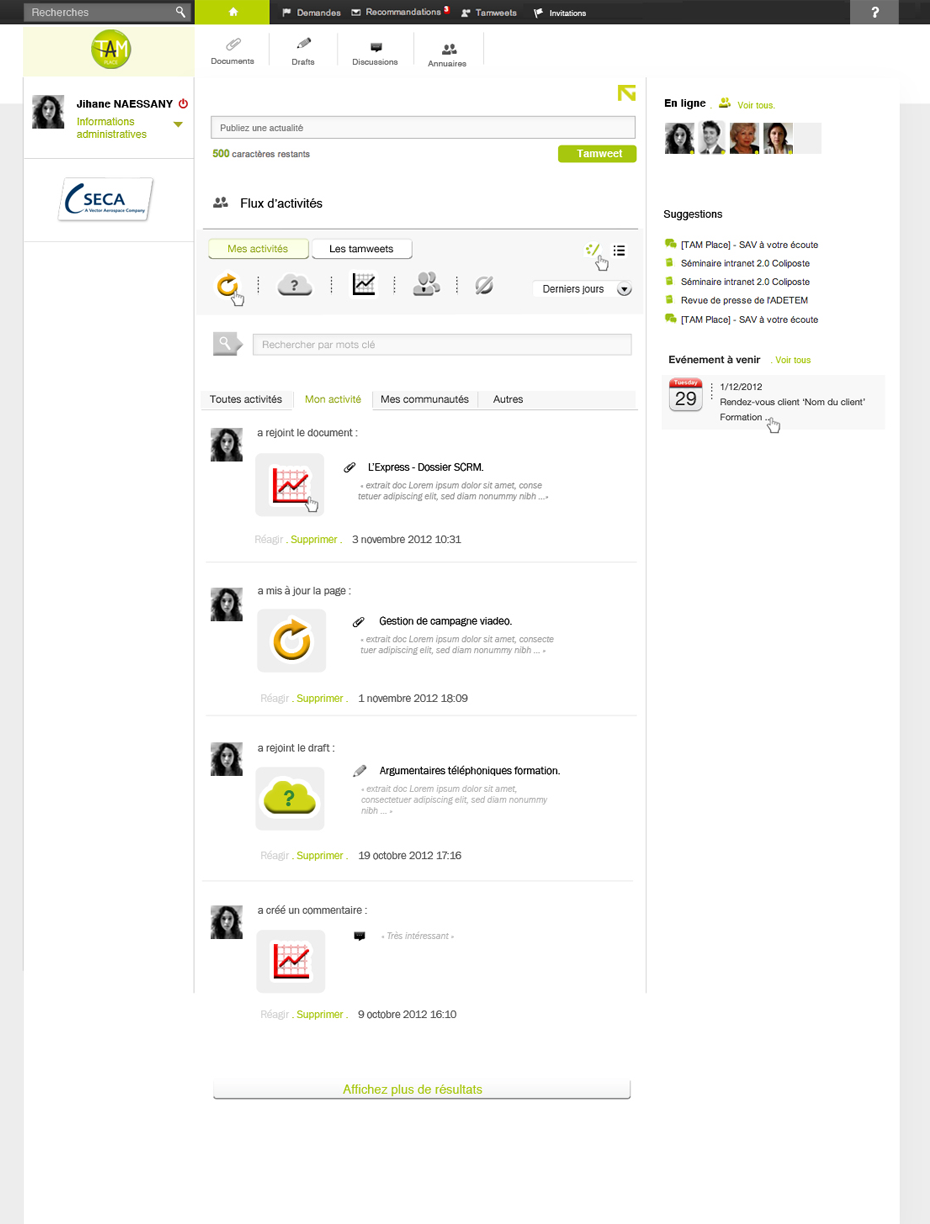 Recherches
Demandes
Recommandations 3
Tamweets
Invitations
?
TAM
PLACE
Documents
Drafts
Discussions
Annuaires
Jihane NAESSANY
Informations
administratives
SECA
A Vector Aerospace Company
Publiez une actualité
500 caractères restants
Tamweet
Flux d'activités
Mes activités
Les tamweets
?
Derniers jours
Rechercher par mots clé
Toutes activités
Mon activité
Mes communautés
Autres
a rejoint le document :
L'Express - Dossier SCRM.
« extrait doc Lorem ipsum dolor sit amet, conse
tetuer adipiscing elit, sed diam nonummy nibh ...»
Réagir . Supprimer . 3 novembre 2012 10:31
a mis à jour la page :
Gestion de campagne viadeo.
« extrait doc Lorem ipsum dolor sit amet, consecte
tuer adipiscing elit, sed diam nonummy nibh ... »
Réagir . Supprimer . 1 novembre 2012 18:09
a rejoint le draft :
Argumentaires téléphoniques formation.
« extrait doc Lorem ipsum dolor sit amet,
consectetuer adipiscing elit, sed diam nonummy
nibh ... »
?
Réagir . Supprimer . 19 octobre 2012 17:16
a créé un commentaire :
« Très intéressant »
Réagir . Supprimer . 9 octobre 2012 16:10
Affichez plus de résultats
En ligne . Voir tous.
Suggestions
[TAM Place] - SAV à votre écoute
Séminaire intranet 2.0 Coliposte
Séminaire intranet 2.0 Coliposte
Revue de presse de l'ADETEM
[TAM Place] - SAV à votre écoute
Evénement à venir . Voir tous
Tuesday
29
1/12/2012
Rendez-vous client 'Nom du client'
Formation ...